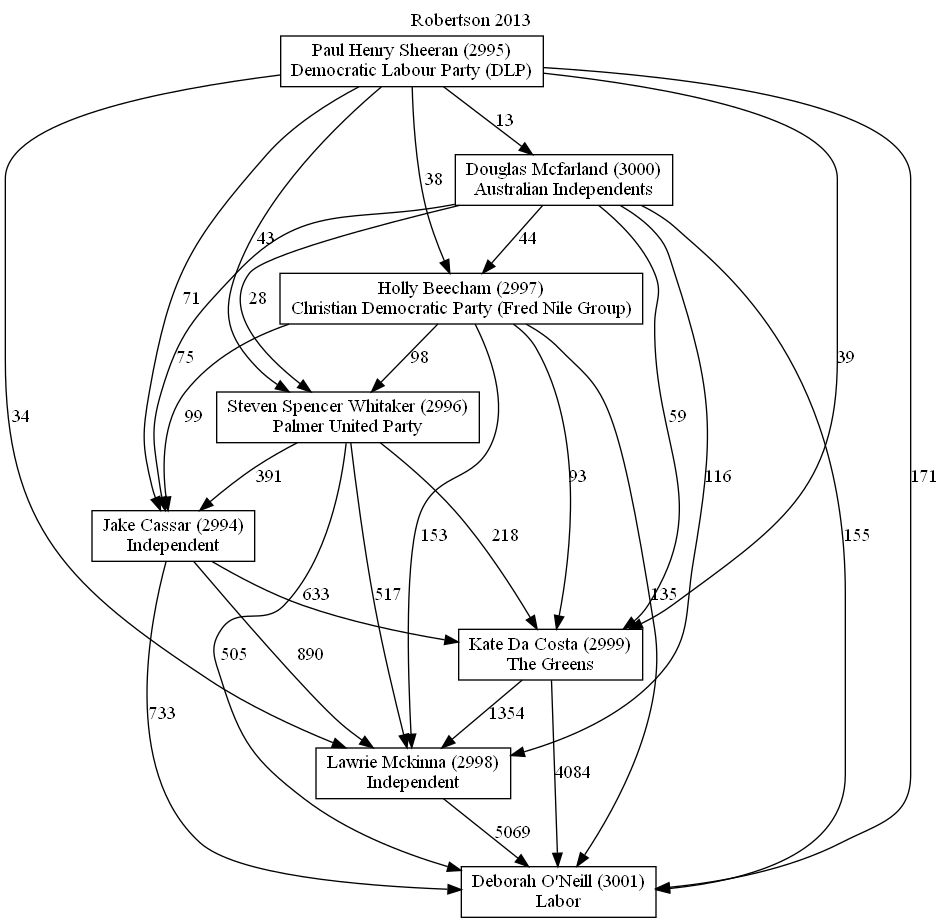 Robertson 2013
Paul Henry Sheeran (2995)
Democratic Labour Party (DLP)
13
Douglas Mcfarland (3000)
Australian Independents
38
43
44
Holly Beecham (2997)
Christian Democratic Party (Fred Nile Group)
71
28
75
98
39
99
Steven Spencer Whitaker (2996)
Palmer United Party
34
59
391
93
116
171
Jake Cassar (2994)
Independent
153
218
155
633
517
135
Kate Da Costa (2999)
The Greens
505
890
733
1354
Lawrie Mckinna (2998)
Independent
4084
5069
Deborah O'Neill (3001)
Labor